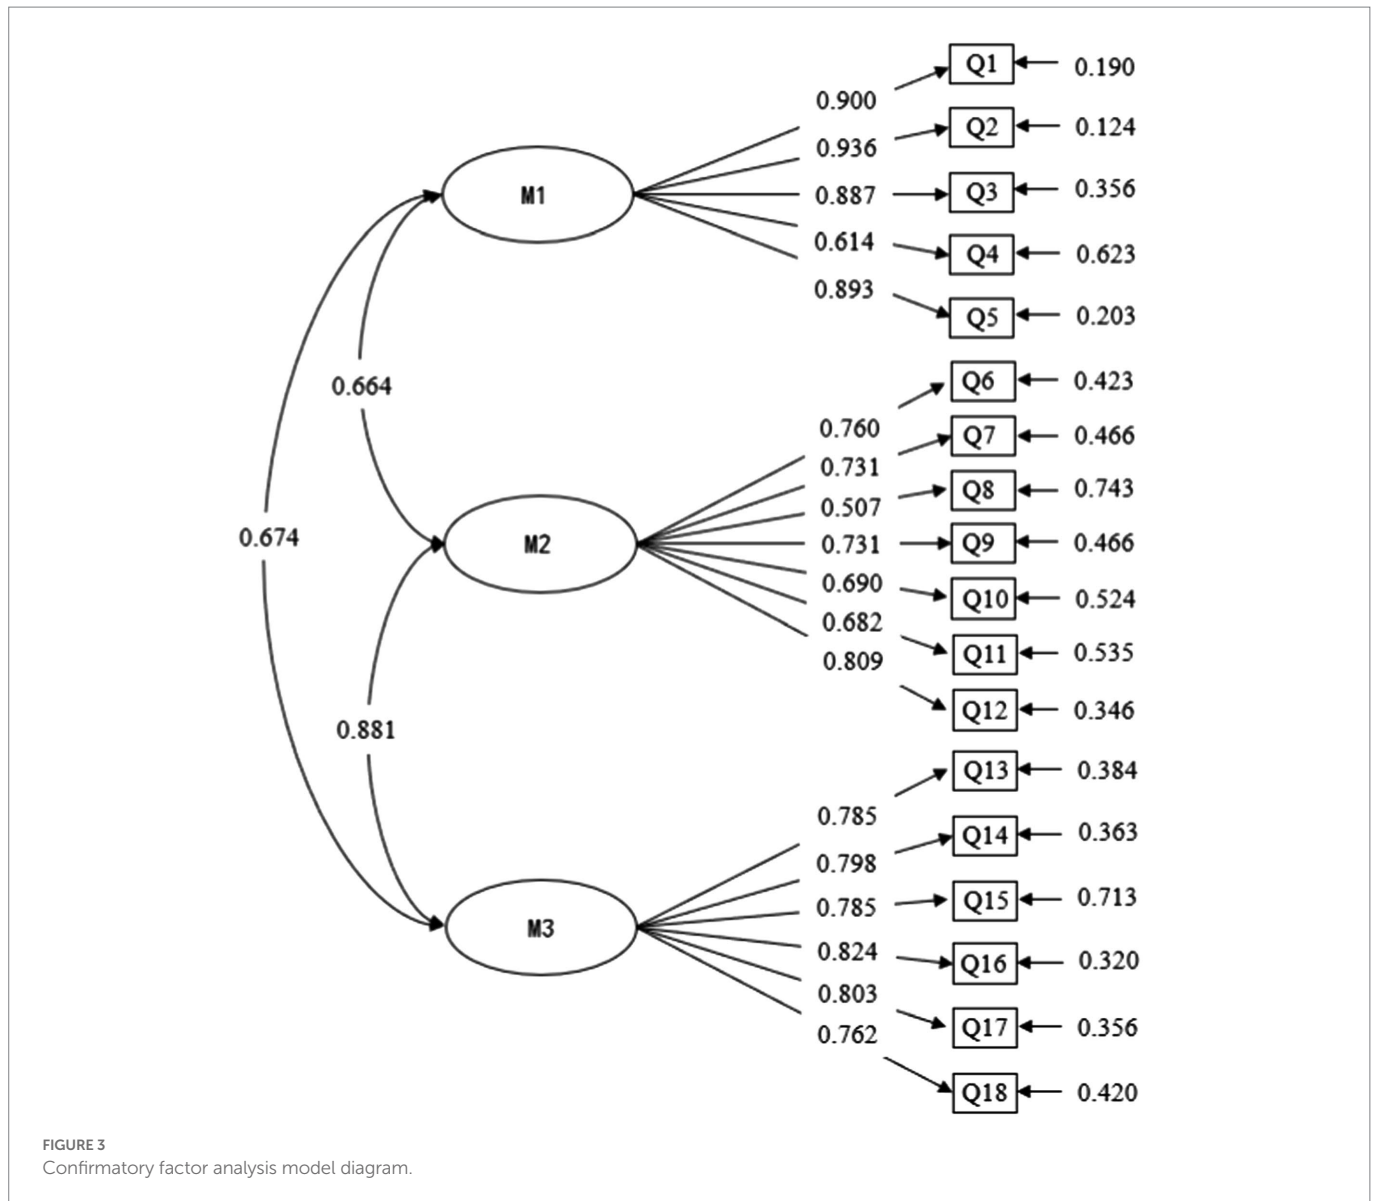 Q1 0.190
0.900
Q2 0.124
0.936
M1 0.887 Q3 0.356
0.614 Q4 0.623
0.893
Q5 0.203
0.664
Q6 0.423
0.760
Q7 0.466
0.731
0.507 Q8 0.743
0.674 M2 0.731 Q9 0.466
0.690 Q10 0.524
0.682
Q11 0.535
0.809
Q12 0.346
0.881
Q13 0.384
0.785
Q14 0.363
0.798
0.785 Q15 0.713
M3
0.824 Q16 0.320
0.803
Q17 0.356
0.762
Q18 0.420
FIGURE 3
Confirmatory factor analysis model diagram.